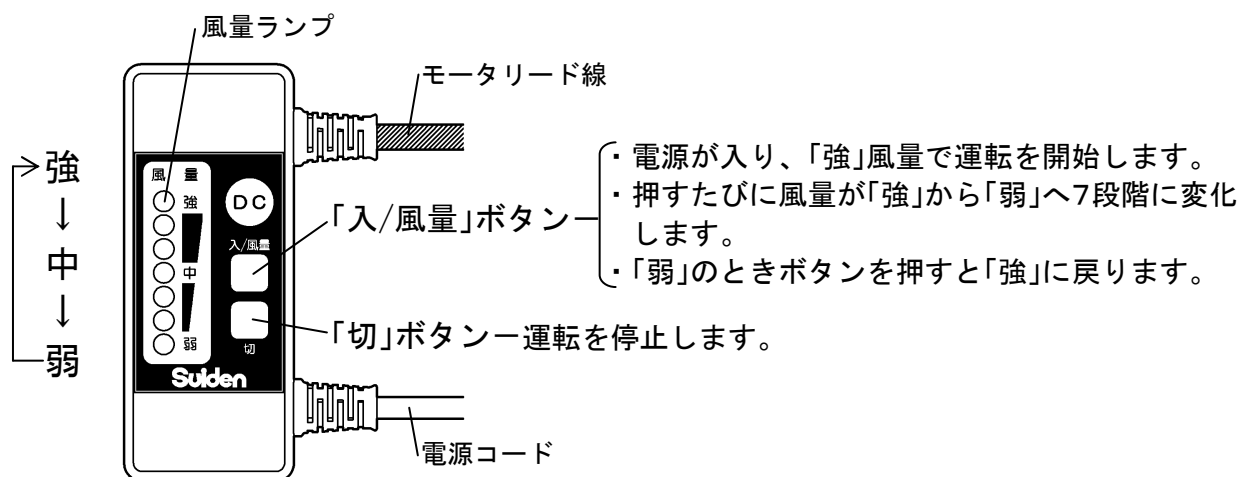 風量ランプ
モータリード線
強
↓
中
↓
弱
風 量
強
中
弱
DC
入/風量
切
Suiden
「入/風量」ボタンー
・電源が入り、「強」風量で運転を開始します。
・押すたびに風量が「強」から「弱」へ7段階に変化
します。
・「弱」のときボタンを押すと「強」に戻ります。
「切」ボタンー運転を停止します。
電源コード